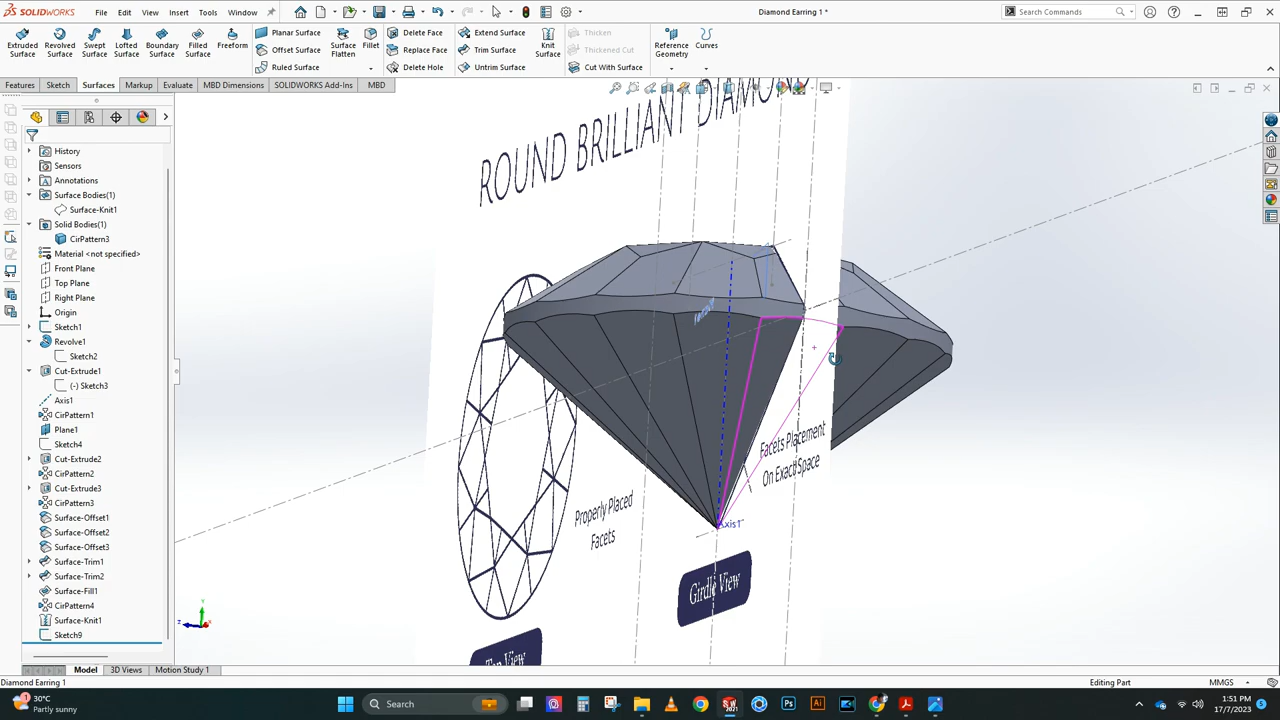 SOLIDWORKS File Edit View Insert Tools Window Diamond Earring 1 * Search Commands
Extruded Surface Revolved Surface Swept Surface Lofted Surface Boundary Surface Filled Surface Freeform Planar Surface Offset Surface Ruled Surface Surface Flatten Fillet Delete Face Replace Face Delete Hole Extend Surface Trim Surface Untrim Surface Knit Surface Thicken Thickened Cut Cut With Surface Reference Geometry Curves
Features Sketch Surfaces Markup Evaluate MBD Dimensions SOLIDWORKS Add-Ins MBD
History
Sensors
Annotations
Surface Bodies(1)
Surface-Knit1
Solid Bodies(1)
CirPattern3
Material <not specified>
Front Plane
Top Plane
Right Plane
Origin
Sketch1
Revolve1
Sketch2
Cut-Extrude1
(-) Sketch3
Axis1
CirPattern1
Plane1
Sketch4
Cut-Extrude2
CirPattern2
Cut-Extrude3
CirPattern3
Surface-Offset1
Surface-Offset2
Surface-Offset3
Surface-Trim1
Surface-Trim2
Surface-Fill1
CirPattern4
Surface-Knit1
Sketch9
ROUND BRILLIANT DIAMON
Facets Placement
On Exact Space
Properly Placed
Facets
Axis1
Girdle View
Top View
Model 3D Views Motion Study 1
Diamond Earring 1 Editing Part MMGS
30°C
Partly sunny
Search
1:51 PM
17/7/2023